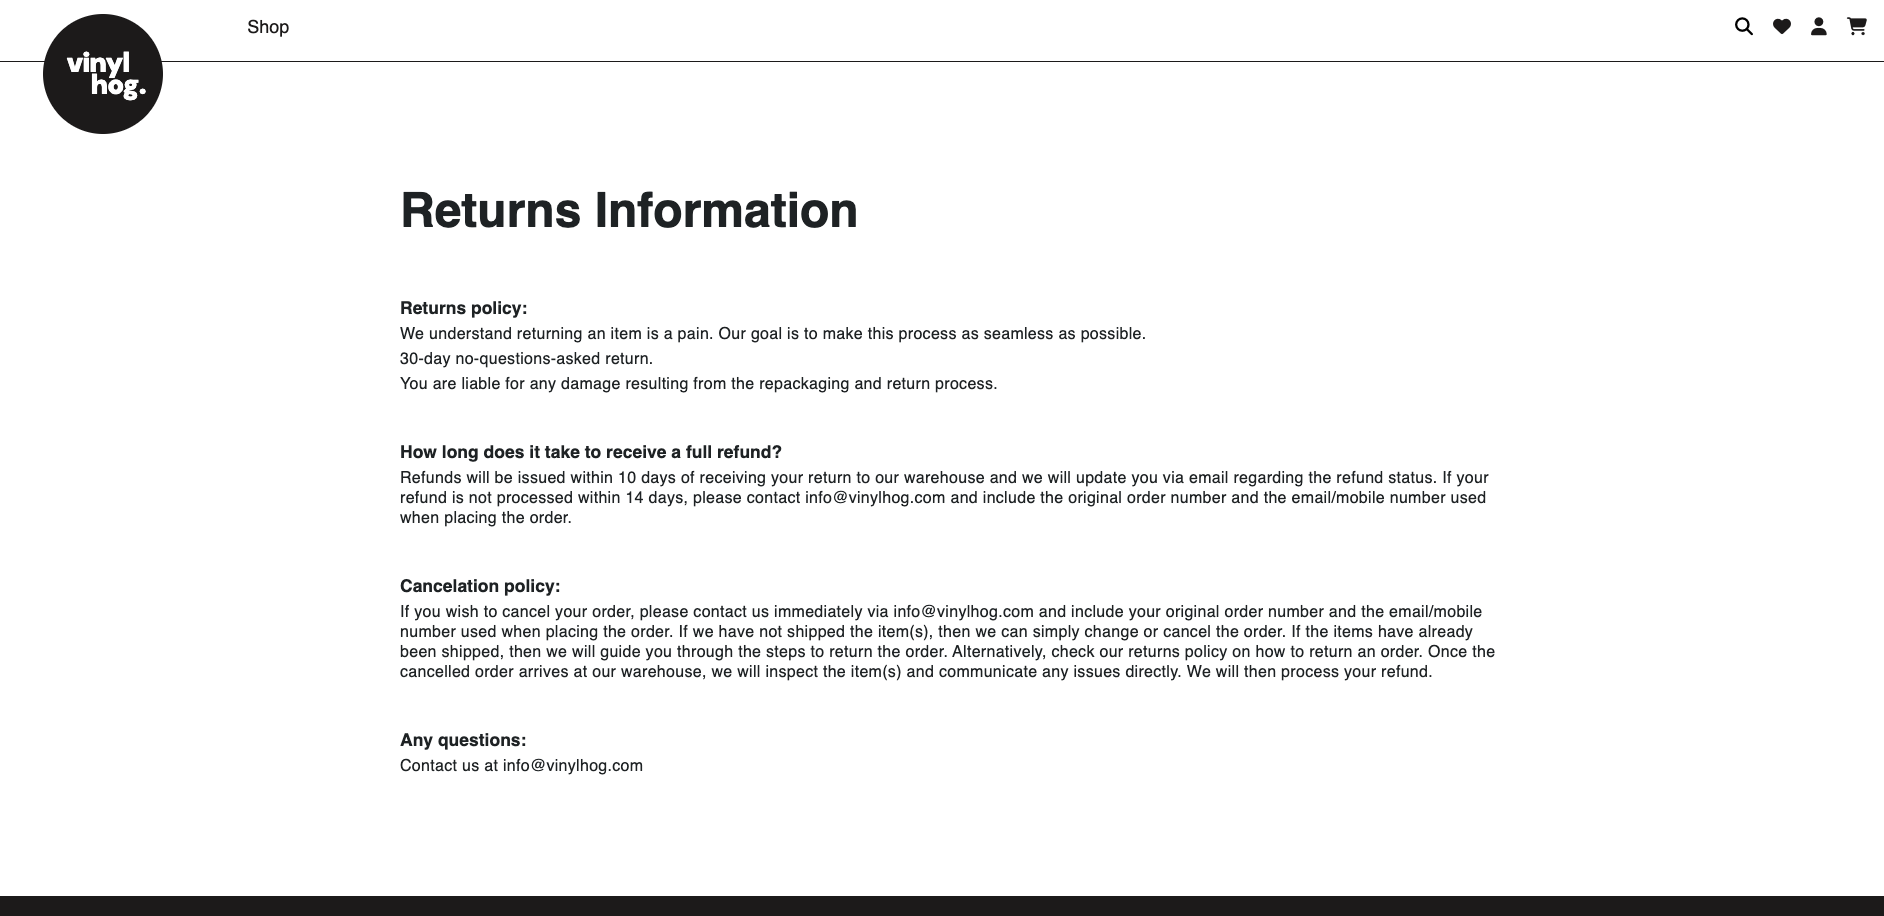 Shop
vinyl
hog.
Returns Information
Returns policy:
We understand returning an item is a pain. Our goal is to make this process as seamless as possible.
30-day no-questions-asked return.
You are liable for any damage resulting from the repackaging and return process.
How long does it take to receive a full refund?
Refunds will be issued within 10 days of receiving your return to our warehouse and we will update you via email regarding the refund status. If your
refund is not processed within 14 days, please contact info@vinylhog.com and include the original order number and the email/mobile number used
when placing the order.
Cancelation policy:
If you wish to cancel your order, please contact us immediately via info@vinylhog.com and include your original order number and the email/mobile
number used when placing the order. If we have not shipped the item(s), then we can simply change or cancel the order. If the items have already
been shipped, then we will guide you through the steps to return the order. Alternatively, check our returns policy on how to return an order. Once the
cancelled order arrives at our warehouse, we will inspect the item(s) and communicate any issues directly. We will then process your refund.
Any questions:
Contact us at info@vinylhog.com